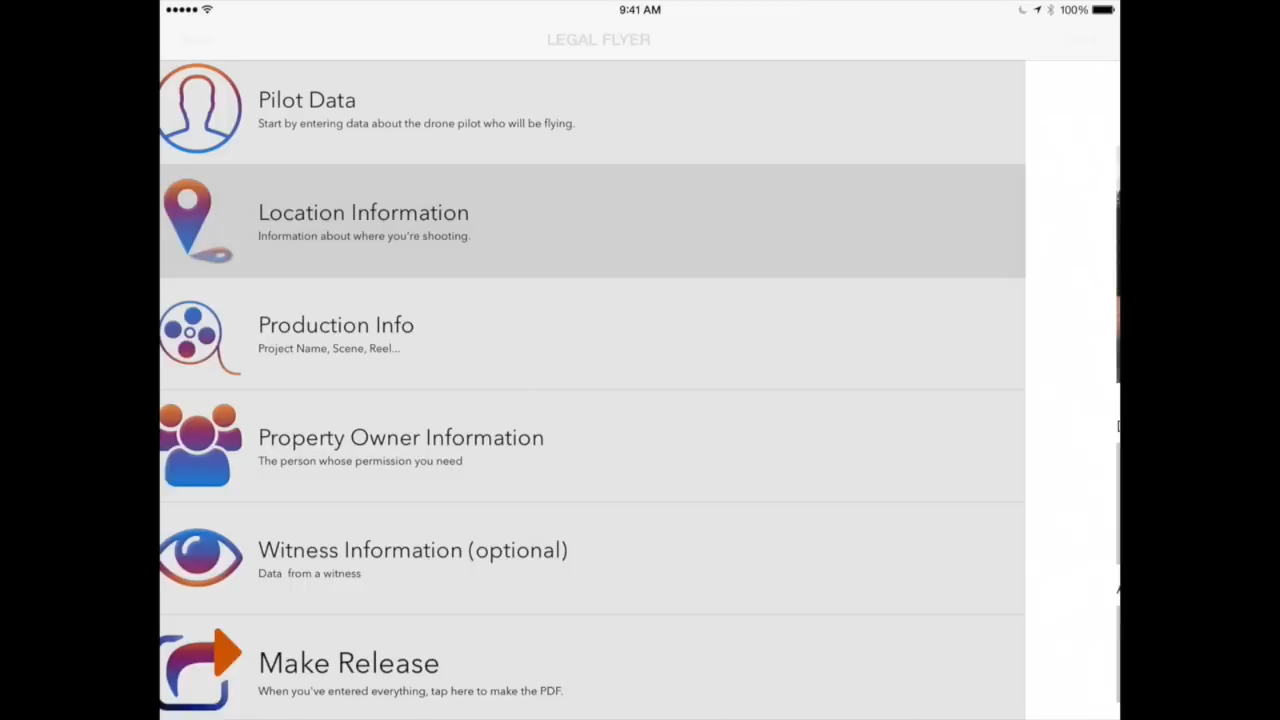 9:41 AM
100%
LEGAL FLYER
Pilot Data
Start by entering data about the drone pilot who will be flying.
Location Information
Information about where you're shooting.
Production Info
Project Name, Scene, Reel...
Property Owner Information
The person whose permission you need
Witness Information (optional)
Data from a witness
Make Release
When you've entered everything, tap here to make the PDF.